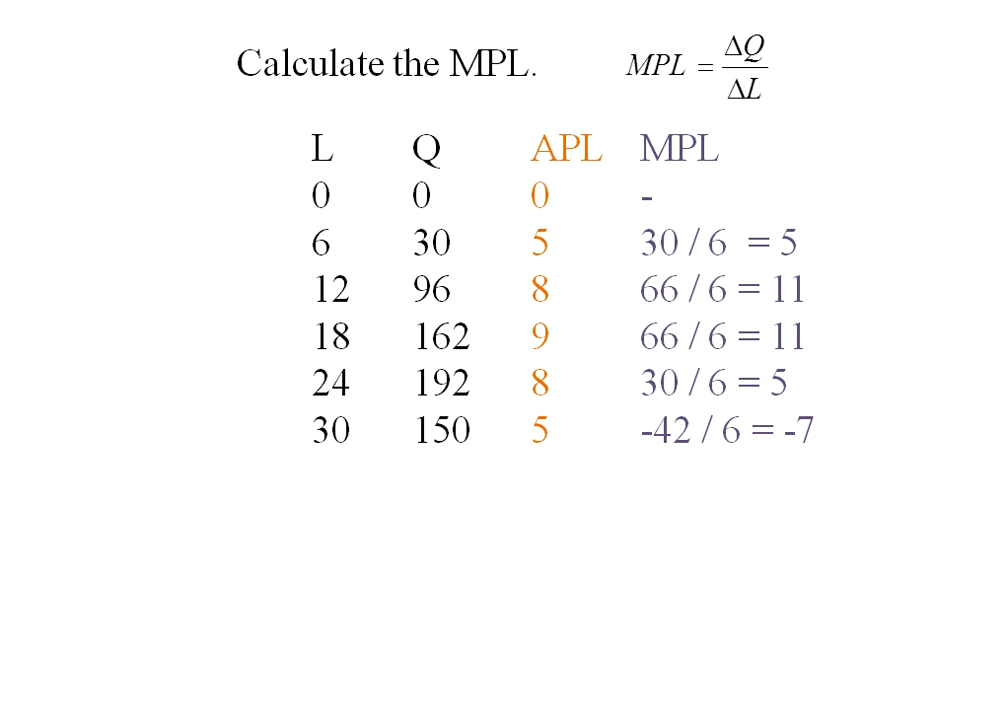 Calculate the MPL. MPL = ΔQ / ΔL
L Q APL MPL
0 0 0 -
6 30 5 30 / 6 = 5
12 96 8 66 / 6 = 11
18 162 9 66 / 6 = 11
24 192 8 30 / 6 = 5
30 150 5 -42 / 6 = -7